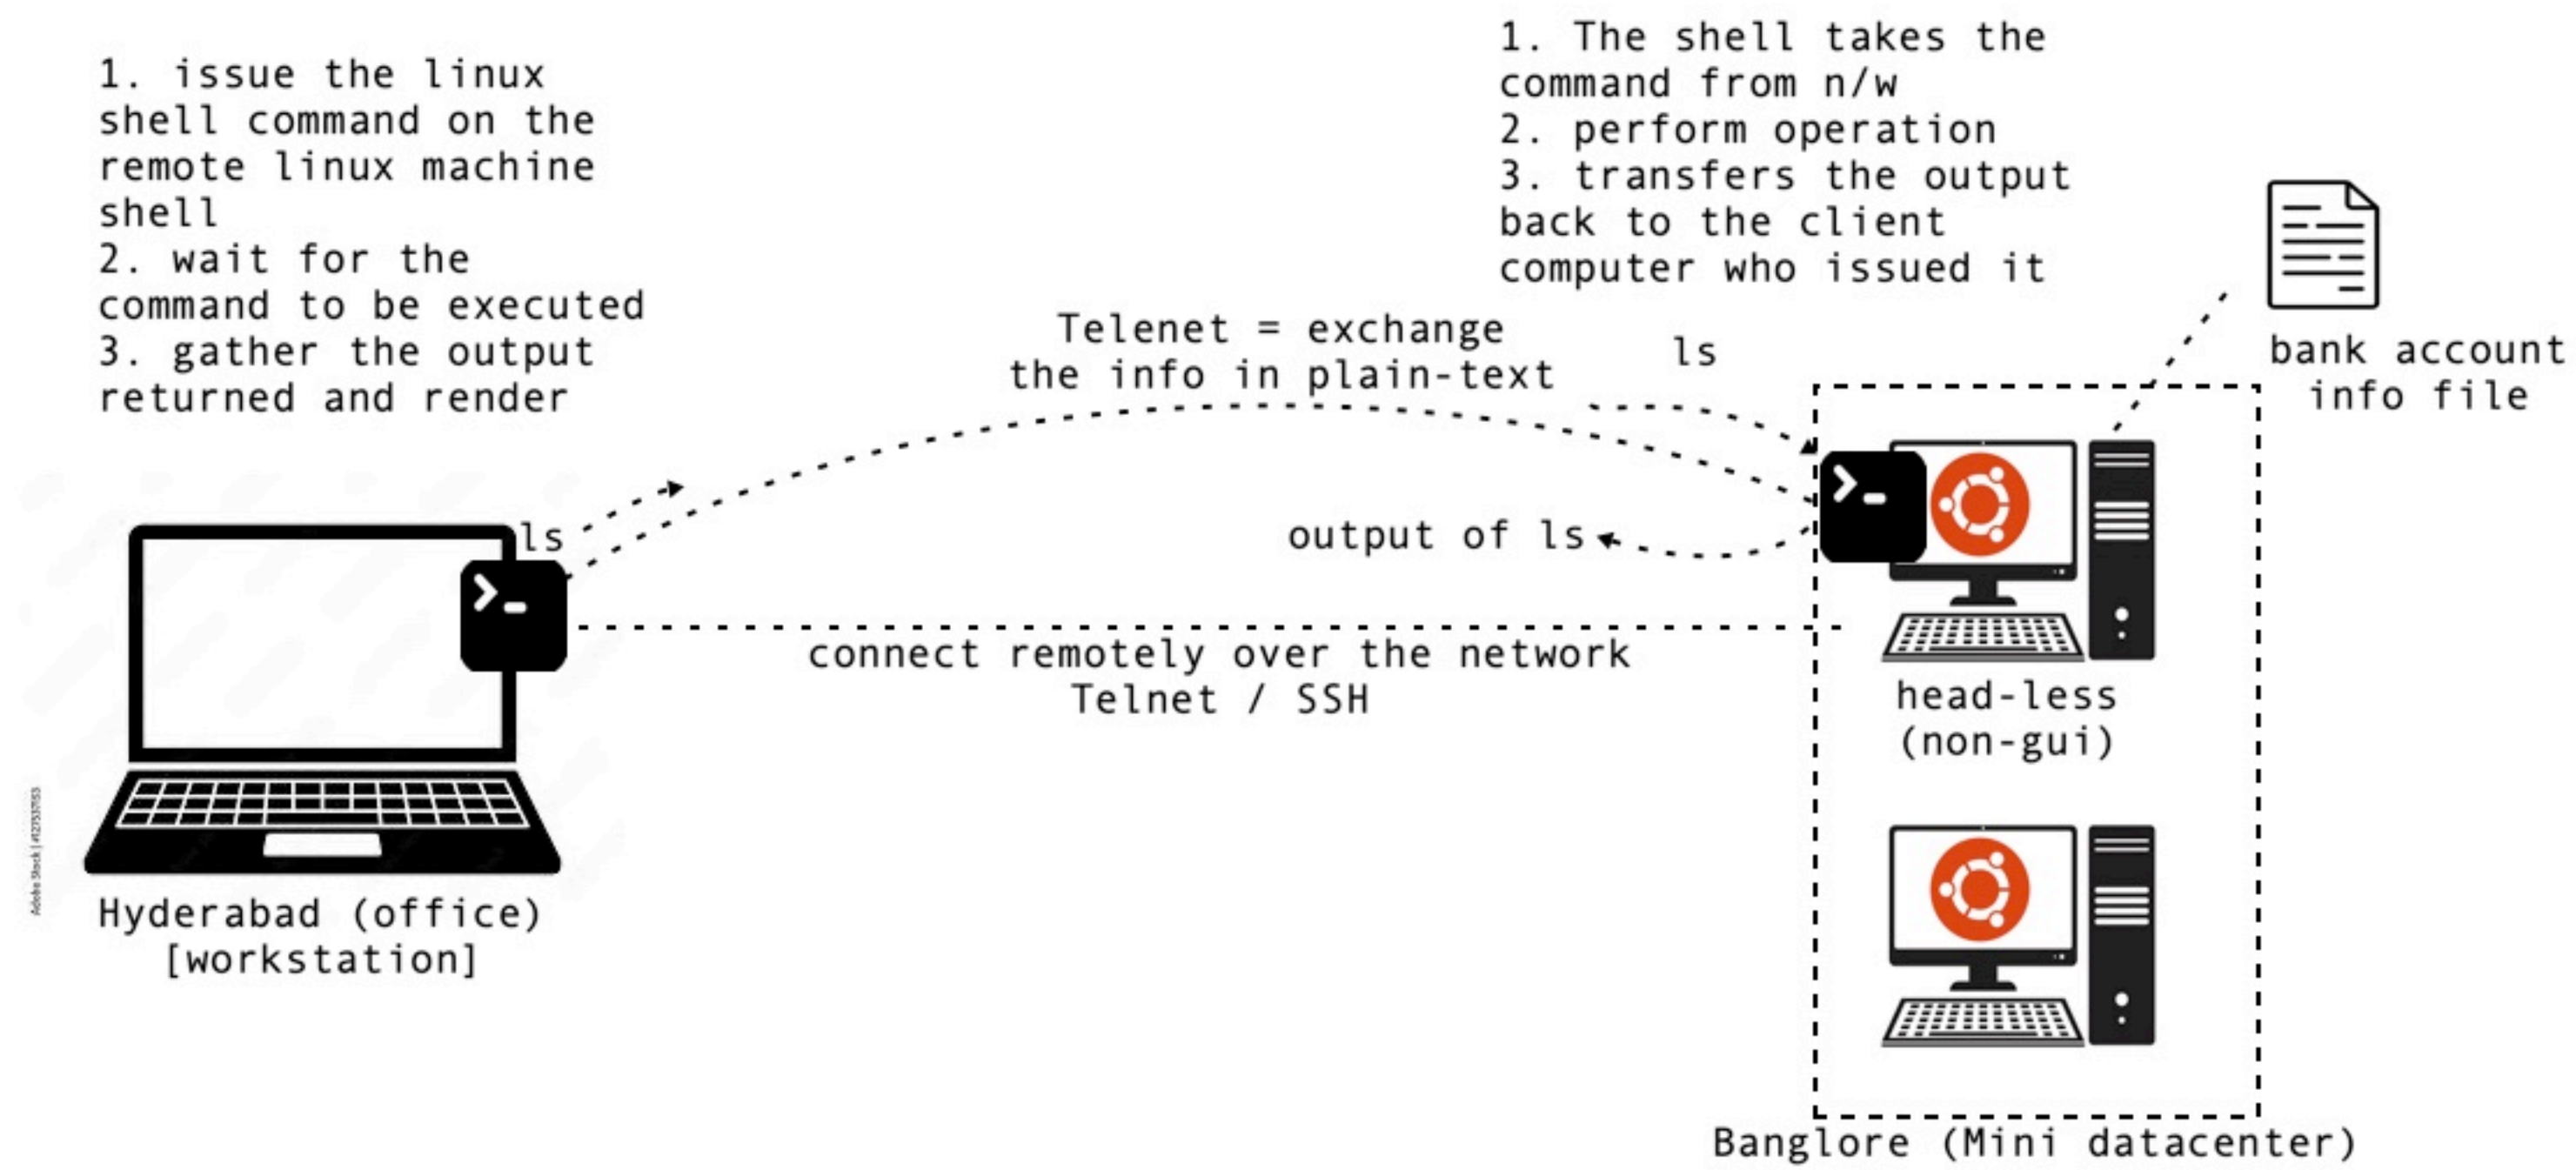 1. issue the linux
shell command on the
remote linux machine
shell
2. wait for the
command to be executed
3. gather the output
returned and render
1. The shell takes the
command from n/w
2. perform operation
3. transfers the output
back to the client
computer who issued it
Telenet = exchange
the info in plain-text
ls
bank account
info file
ls
output of ls
connect remotely over the network
Telnet / SSH
head-less
(non-gui)
Hyderabad (office)
[workstation]
Banglore (Mini datacenter)